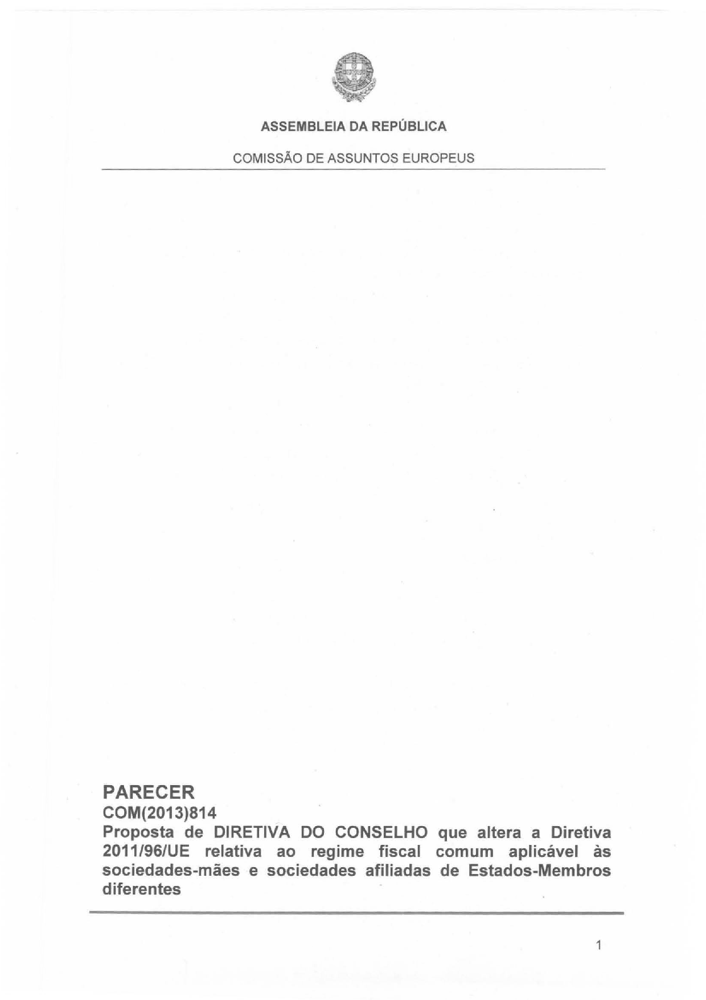 ASSEMBLEIA DA REPÚBLICA
COMISSÃO DE ASSUNTOS EUROPEUS
PARECER
COM(2013)814
Proposta de DIRETIVA DO CONSELHO que altera a Diretiva
2011/96/UE relativa ao regime fiscal comum aplicável às
sociedades-mães e sociedades afiliadas de Estados-Membros
diferentes
1